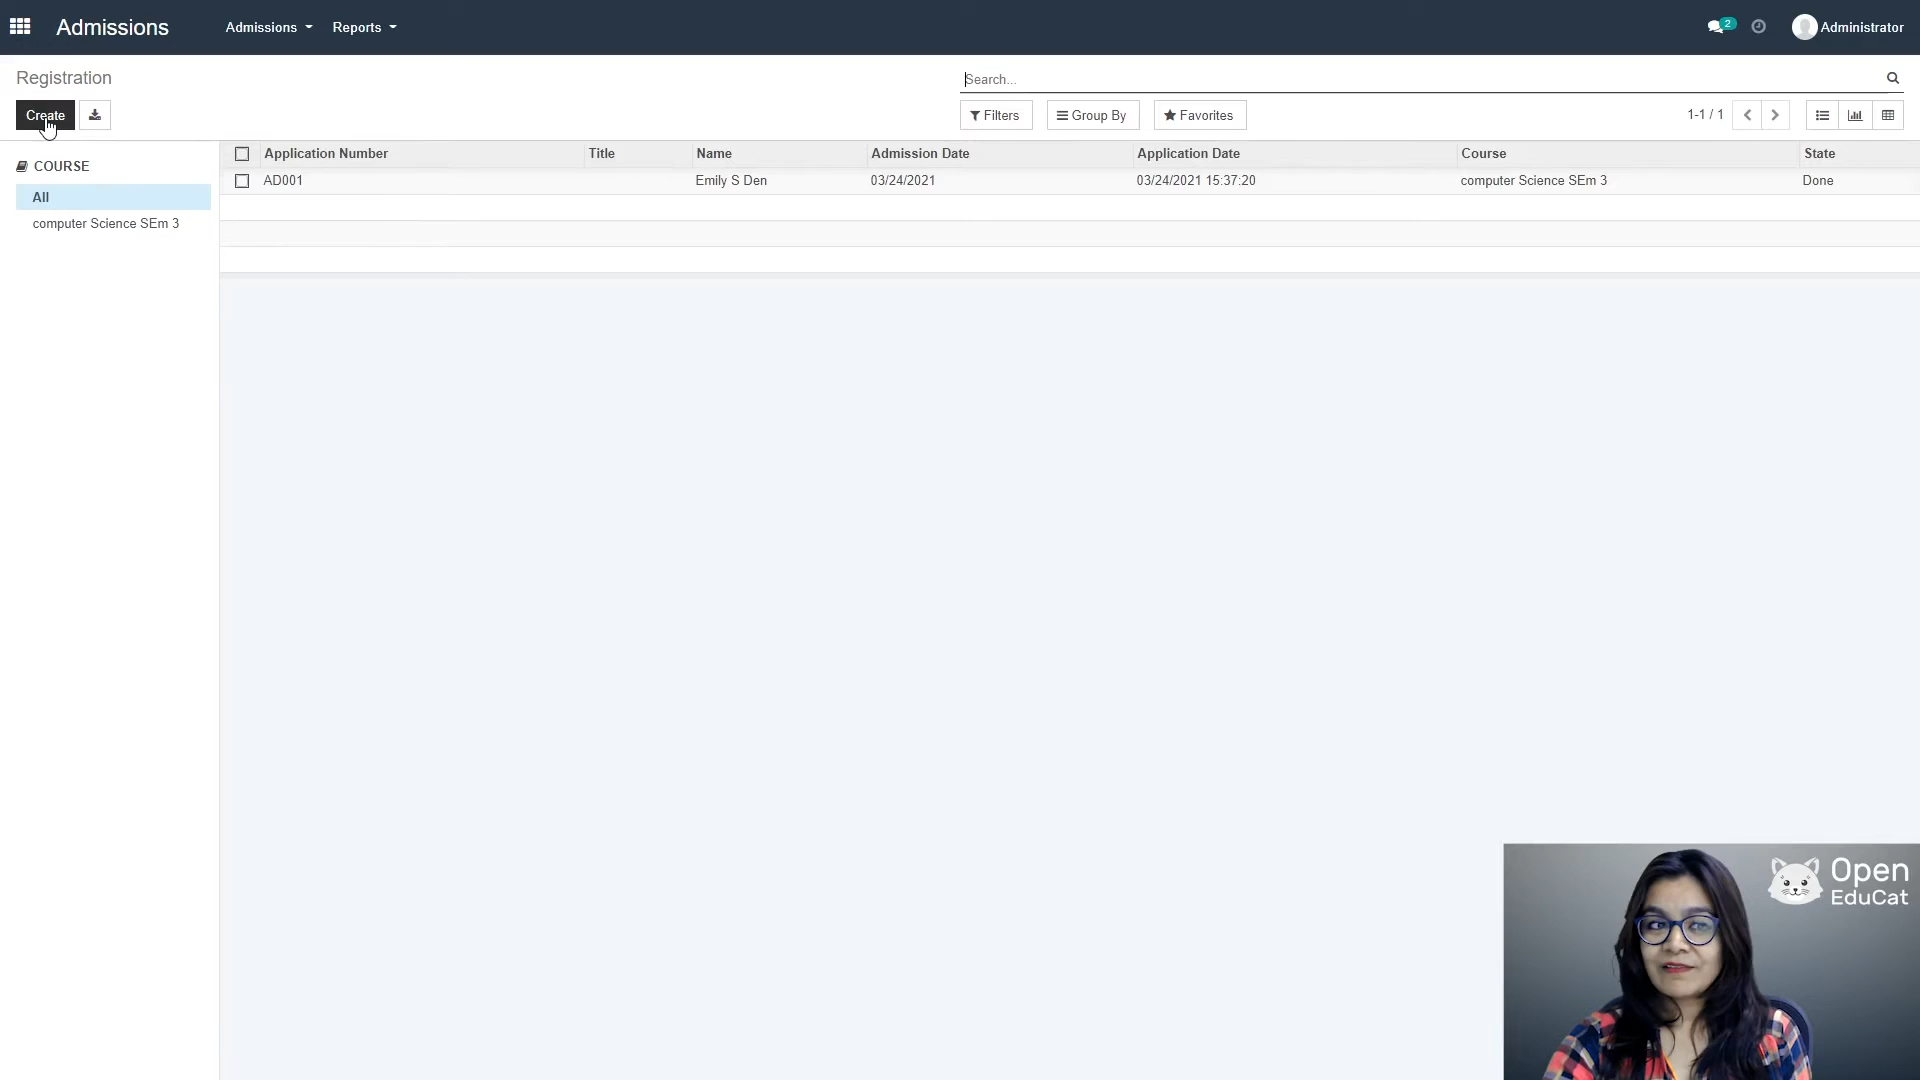 Admissions
Admissions
Reports
2
Administrator
Registration
Search...
Create
Filters
Group By
Favorites
1-1 / 1
COURSE
All
computer Science SEm 3
Application Number
Title
Name
Admission Date
Application Date
Course
State
AD001
Emily S Den
03/24/2021
03/24/2021 15:37:20
computer Science SEm 3
Done
Open
EduCat